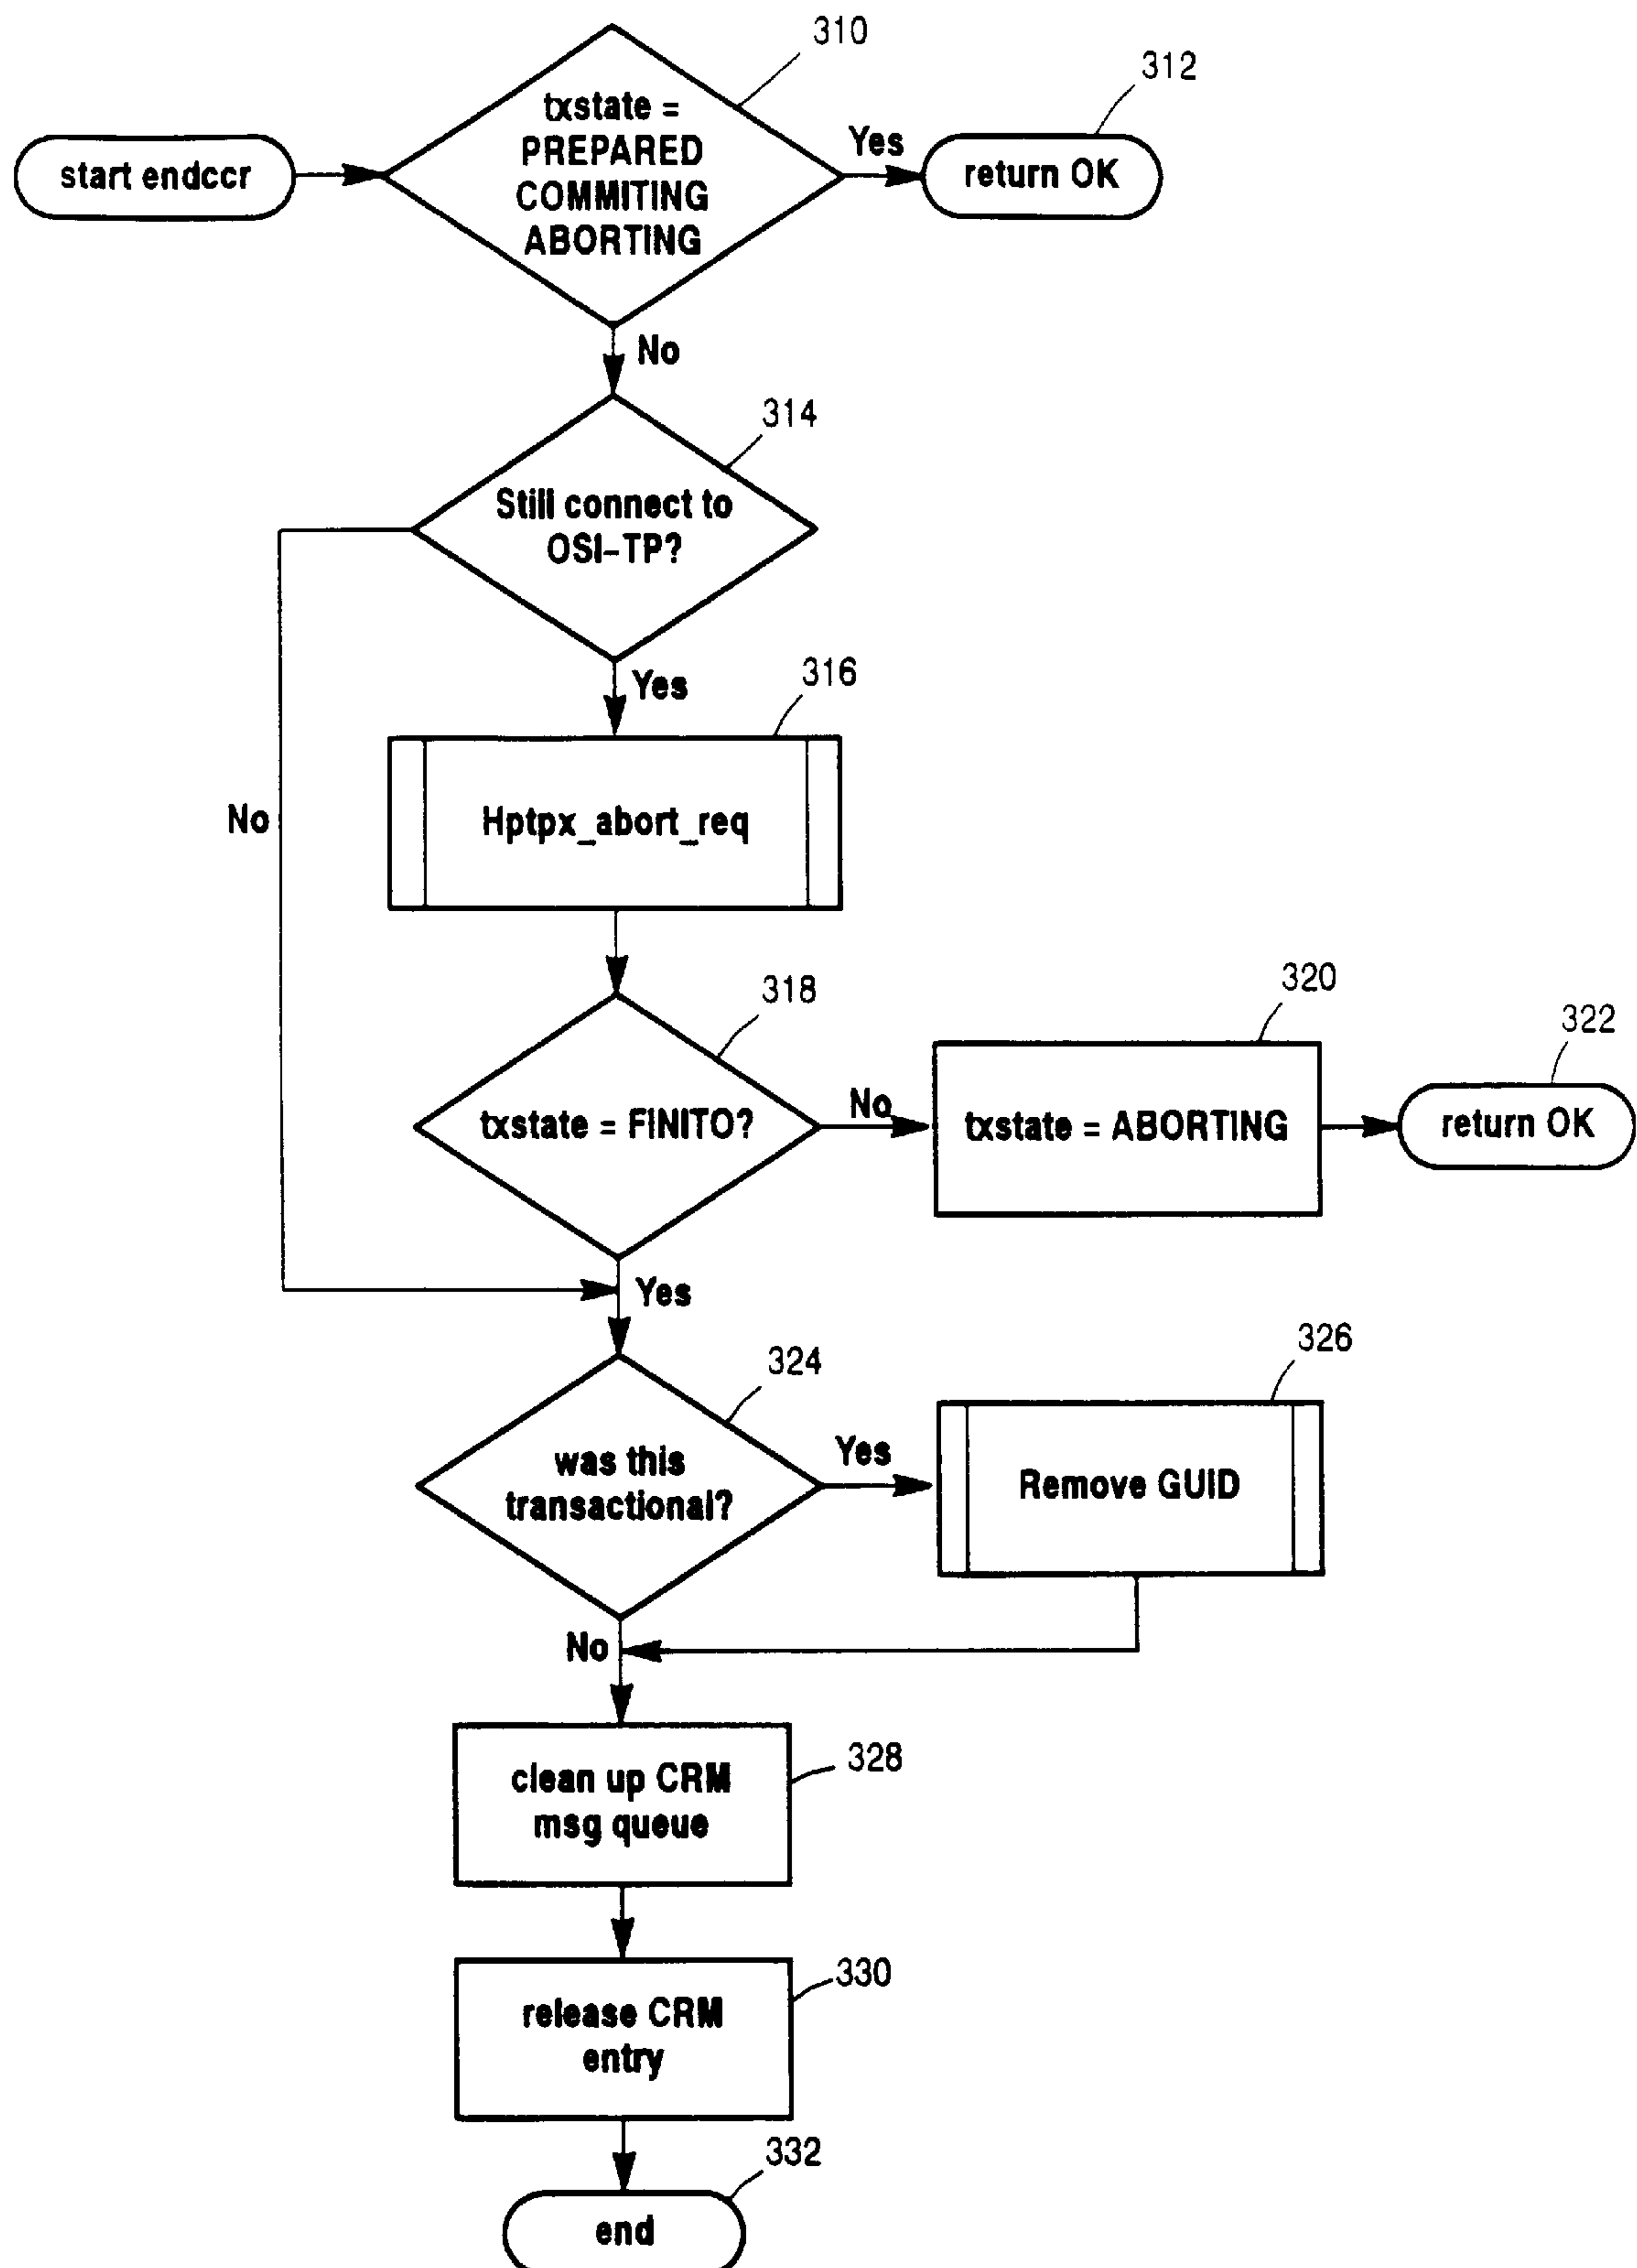 310
312
txstate =
PREPARED
COMMITING
ABORTING
start endccr
Yes
return OK
No
314
Still connect to
OSI-TP?
Yes
316
No
Hptpx_abort_req
318
320
322
txstate = FINITO?
No
txstate = ABORTING
return OK
Yes
324
326
was this
transactional?
Yes
Remove GUID
No
clean up CRM
msg queue
328
release CRM
entry
330
332
end